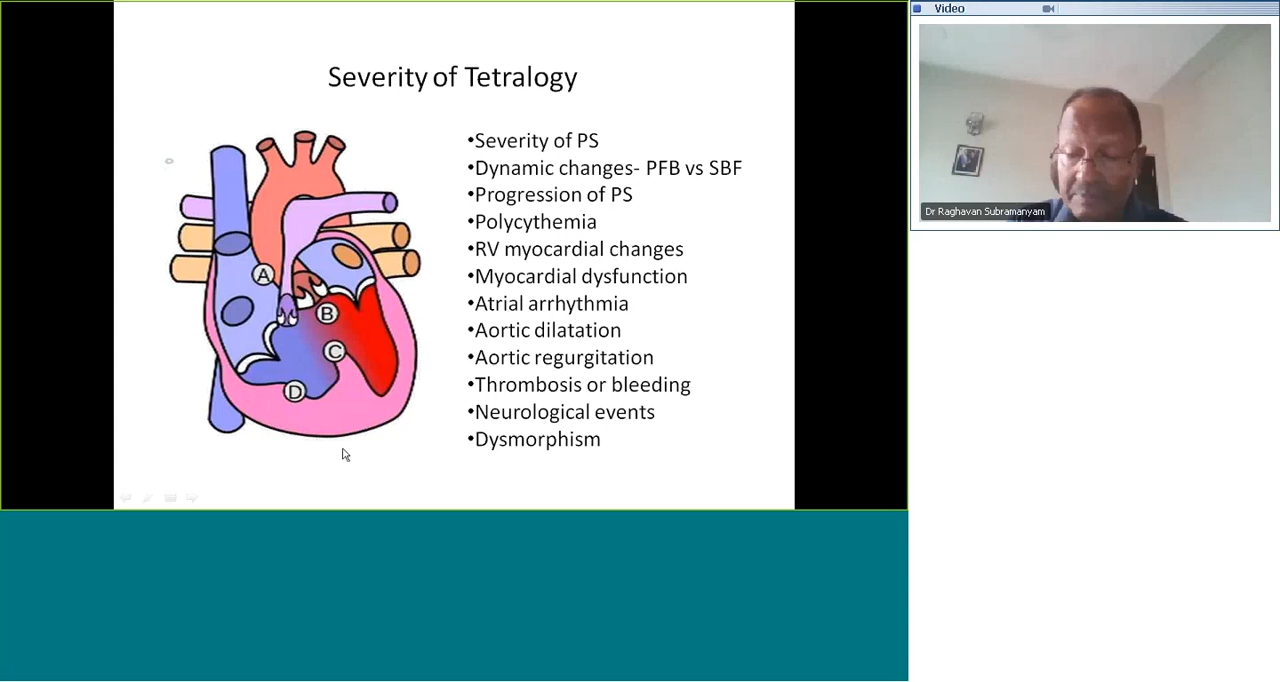 Severity of Tetralogy
•Severity of PS
•Dynamic changes- PFB vs SBF
•Progression of PS
•Polycythemia
•RV myocardial changes
•Myocardial dysfunction
•Atrial arrhythmia
•Aortic dilatation
•Aortic regurgitation
•Thrombosis or bleeding
•Neurological events
•Dysmorphism
A
B
C
D
Video
Dr Raghavan Subramanyam